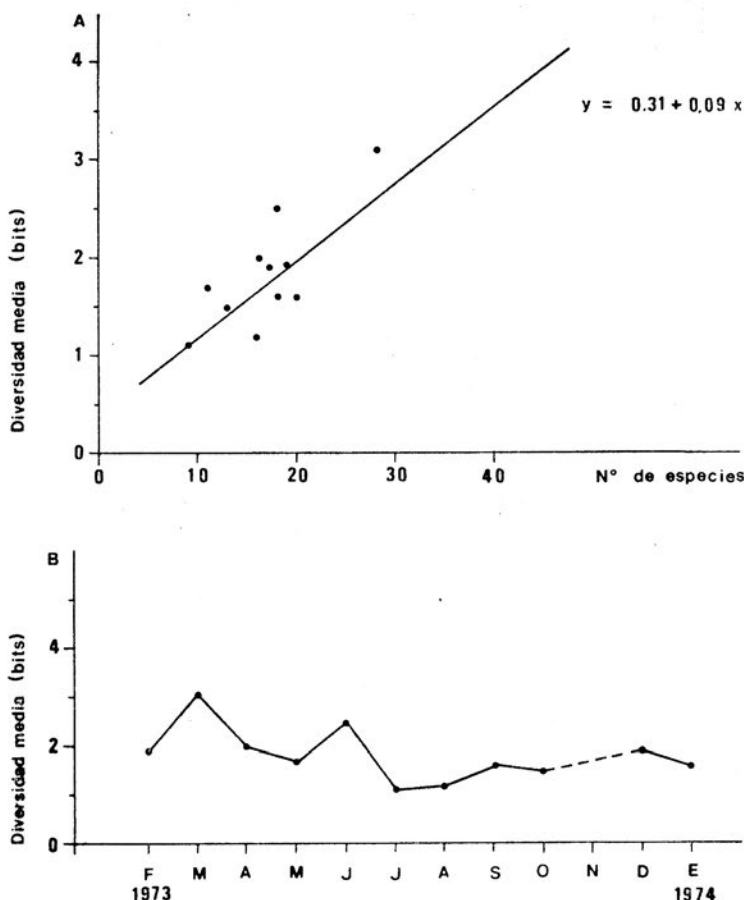 A
4
y = 0.31 + 0,09 x
3
2
1
0
Diversidad media (bits)
0 10 20 30 40 N° de especies
B
4
2
0
Diversidad media (bits)
F M A M J J A S O N D E
1973 1974